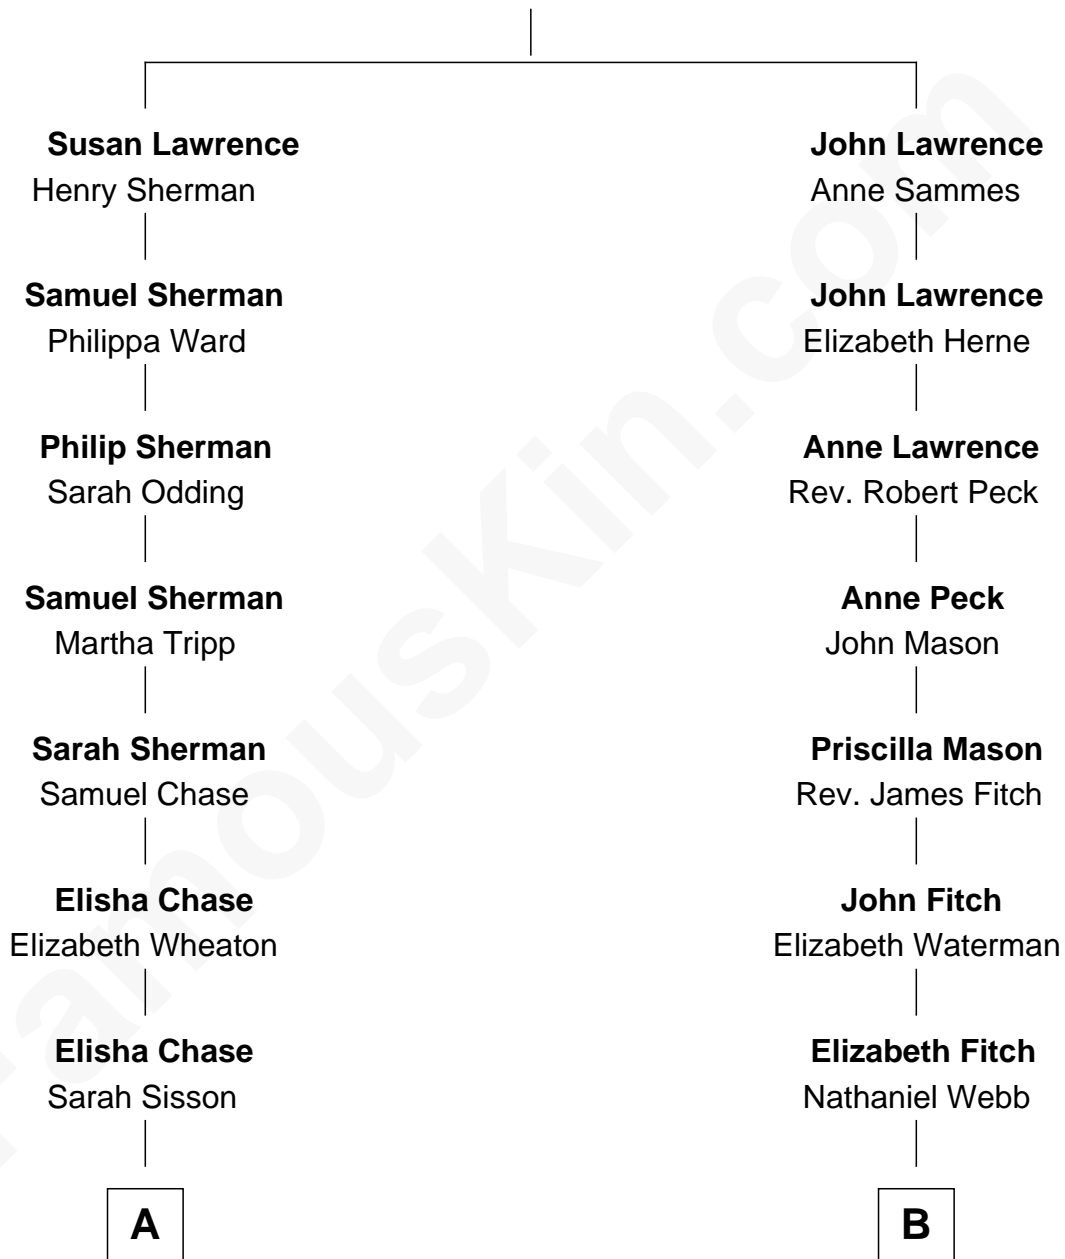 Susan Lawrence
Henry Sherman
John Lawrence
Anne Sammes
Samuel Sherman
Philippa Ward
John Lawrence
Elizabeth Herne
Philip Sherman
Sarah Odding
Anne Lawrence
Rev. Robert Peck
Samuel Sherman
Martha Tripp
Anne Peck
John Mason
Sarah Sherman
Samuel Chase
Priscilla Mason
Rev. James Fitch
Elisha Chase
Elizabeth Wheaton
John Fitch
Elizabeth Waterman
Elisha Chase
Sarah Sisson
Elizabeth Fitch
Nathaniel Webb
A
B
FamousKin.com